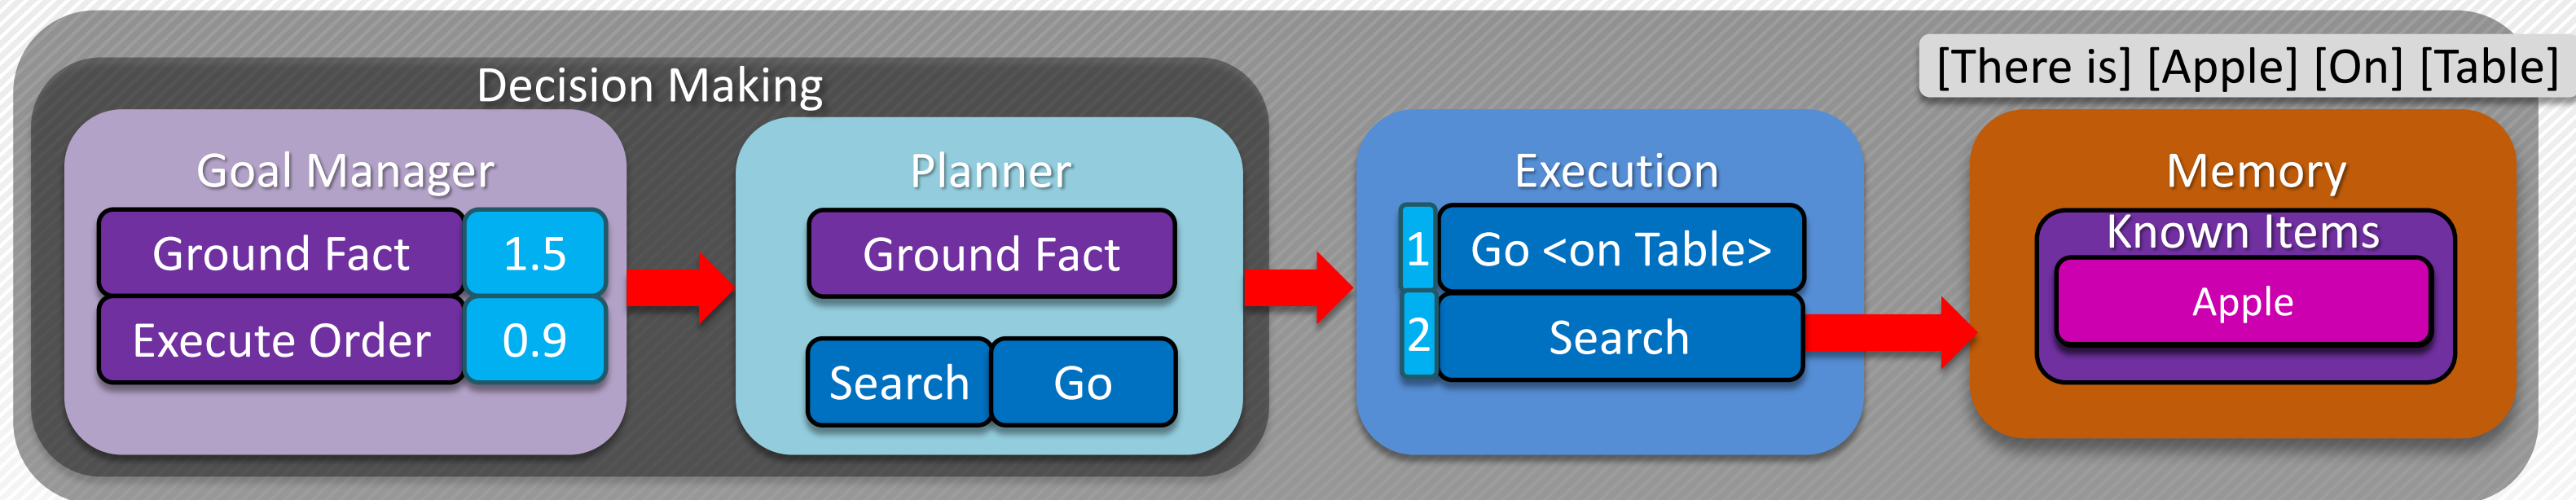 [There is] [Apple] [On] [Table]
Decision Making
Goal Manager
Ground Fact 1.5
Execute Order 0.9
Planner
Ground Fact
Search Go
Execution
1 Go <on Table>
2 Search
Memory
Known Items
Apple